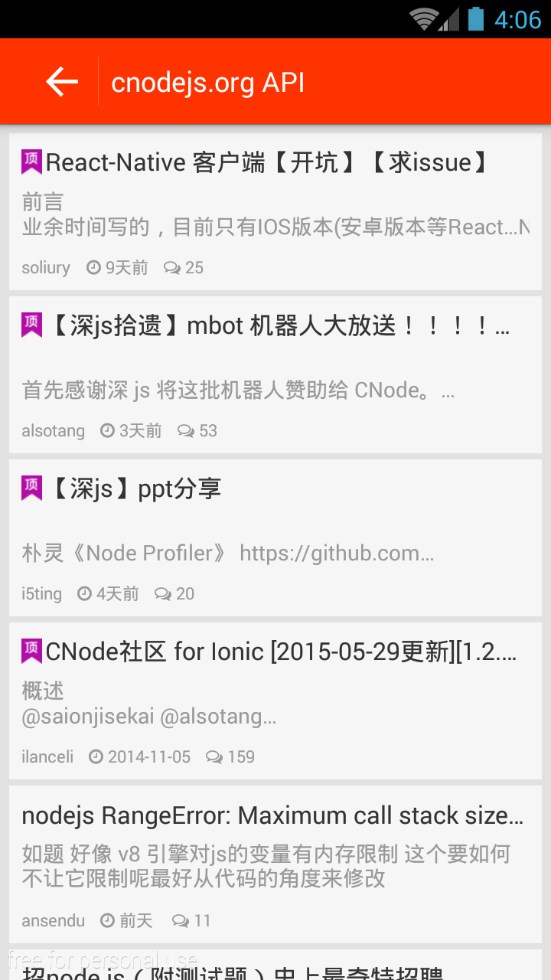 4:06
cnodejs.org API
顶 React-Native 客户端【开坑】【求issue】
前言
业余时间写的，目前只有IOS版本(安卓版本等React...N
soliury 9天前 25
顶 【深js拾遗】mbot 机器人大放送！！！！...
首先感谢深 js 将这批机器人赞助给 CNode。...
alsotang 3天前 53
顶 【深js】ppt分享
朴灵《Node Profiler》 https://github.com...
i5ting 4天前 20
顶 CNode社区 for Ionic [2015-05-29更新][1.2....
概述
@saionjisekai @alsotang...
ilanceli 2014-11-05 159
nodejs RangeError: Maximum call stack size...
如题 好像 v8 引擎对js的变量有内存限制 这个要如何
不让它限制呢最好从代码的角度来修改
ansendu 前天 11
free for personal use
招node.js（附测试题）史上最奇特招聘